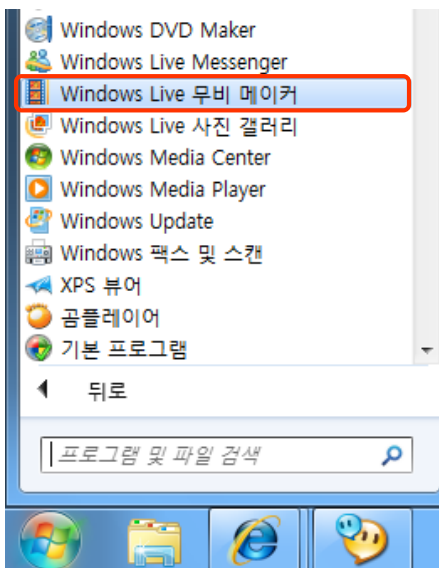 Windows DVD Maker
Windows Live Messenger
Windows Live 무비 메이커
Windows Live 사진 갤러리
Windows Media Center
Windows Media Player
Windows Update
Windows 팩스 및 스캔
XPS 뷰어
곰플레이어
기본 프로그램
뒤로
프로그램 및 파일 검색